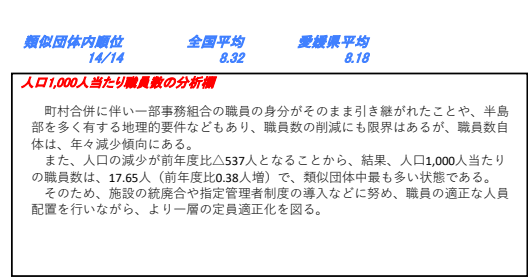 類似団体内順位 全国平均 愛媛県平均
14/14 8.32 8.18
人口1,000人当たり職員数の分析欄
町村合併に伴い一部事務組合の職員の身分がそのまま引き継がれたことや、半島
部を多く有する地理的要件などもあり、職員数の削減にも限界はあるが、職員数自
体は、年々減少傾向にある。
また、人口の減少が前年度比△537人となることから、結果、人口1,000人当たり
の職員数は、17.65人（前年度比0.38人増）で、類似団体中最も多い状態である。
そのため、施設の統廃合や指定管理者制度の導入などに努め、職員の適正な人員
配置を行いながら、より一層の定員適正化を図る。